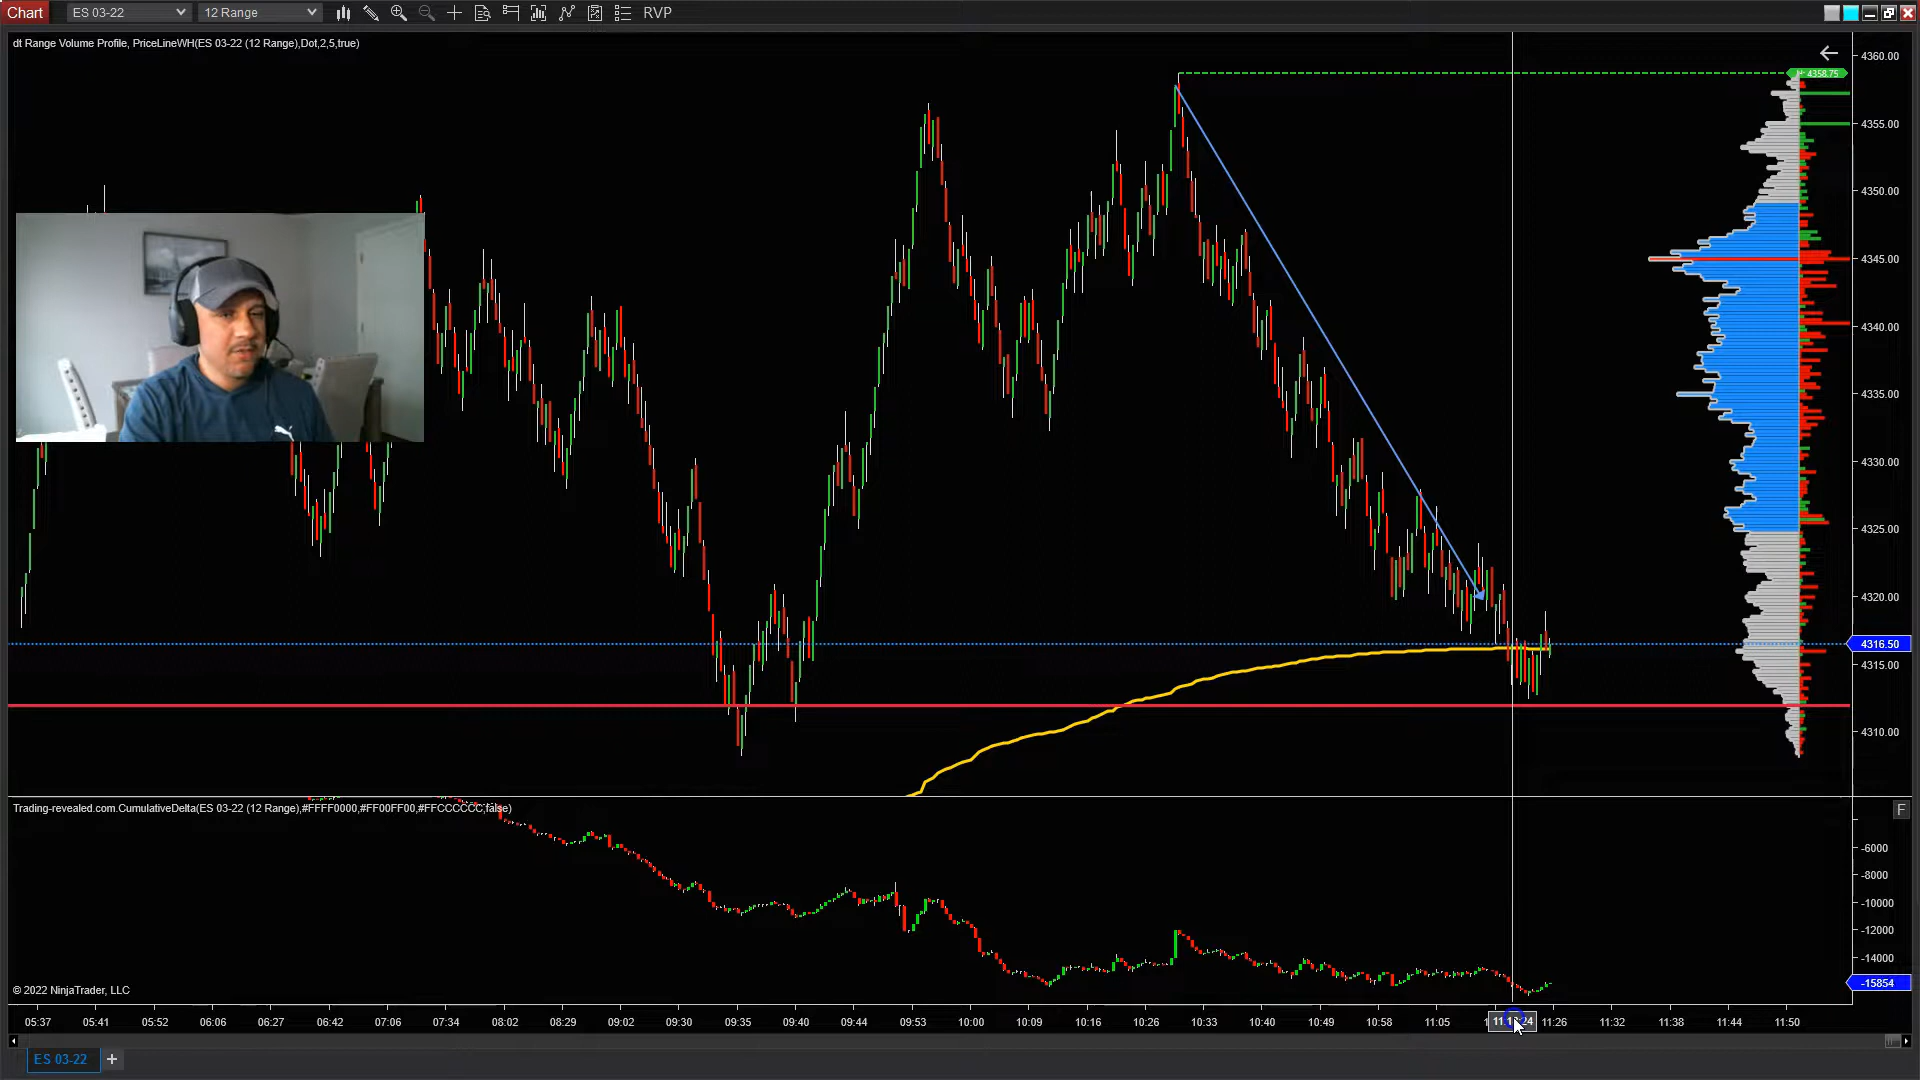 Chart ES 03-22 12 Range RVP
dt Range Volume Profile, PriceLineWH(ES 03-22 (12 Range),Dot,2,5,true)
4360.00
4358.75
4355.00
4350.00
4345.00
4340.00
4335.00
4330.00
4325.00
4320.00
4316.50
4315.00
4310.00
Trading-revealed.com.CumulativeDelta(ES 03-22 (12 Range),#FFFF0000,#FF00FF00,#FFCCCCCC,false)
F
-6000
-8000
-10000
-12000
-14000
-15854
© 2022 NinjaTrader, LLC
05:37 05:41 05:52 06:06 06:27 06:42 07:06 07:34 08:02 08:29 09:02 09:30 09:35 09:40 09:44 09:53 10:00 10:09 10:16 10:26 10:33 10:40 10:49 10:58 11:05 11:26 11:32 11:38 11:44 11:50
ES 03-22 +